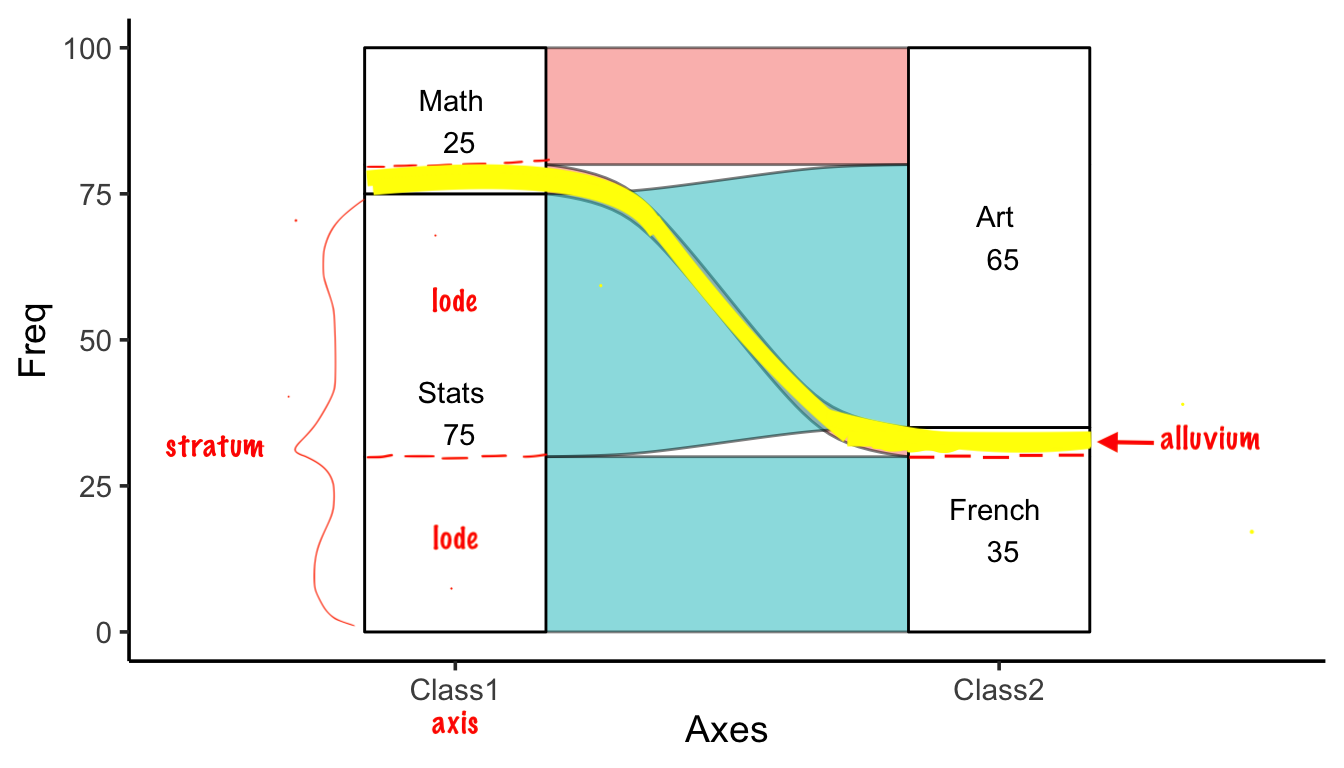 100
Math
25
75
Art
65
lode
50
Freq
Stats
75
stratum
alluvium
25
French
35
lode
0
Class1
Class2
axis
Axes